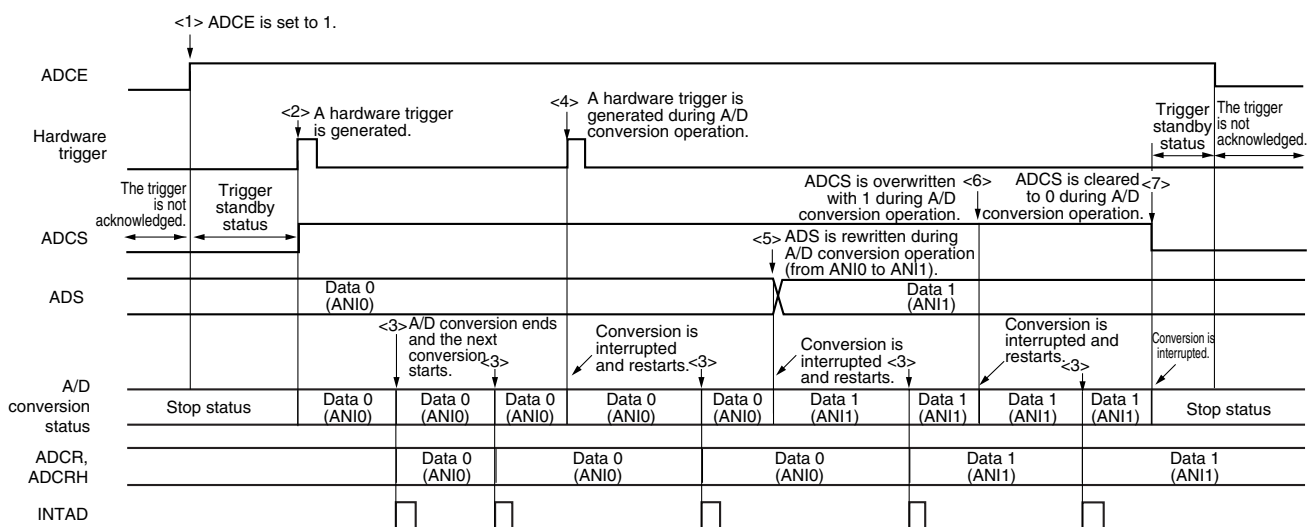 <1> ADCE is set to 1.
ADCE
<2> A hardware trigger
is generated.
<4> A hardware trigger is
generated during A/D
conversion operation.
Trigger
standby
status
The trigger
is not
acknowledged.
Hardware
trigger
The trigger
is not
acknowledged.
Trigger
standby
status
ADCS is overwritten <6>
with 1 during A/D
conversion operation.
ADCS is cleared <7>
to 0 during A/D
conversion operation.
ADCS
<5> ADS is rewritten during
A/D conversion operation
(from ANI0 to ANI1).
ADS
Data 0
(ANI0)
Data 1
(ANI1)
<3> A/D conversion ends
and the next
conversion
starts. <3>
Conversion is
interrupted
and restarts. <3>
Conversion is
interrupted <3>
and restarts.
Conversion is
interrupted and
restarts. <3>
Conversion is
interrupted.
A/D
conversion
status
Stop status
Data 0
(ANI0)
Data 0
(ANI0)
Data 0
(ANI0)
Data 0
(ANI0)
Data 0
(ANI0)
Data 1
(ANI1)
Data 1
(ANI1)
Data 1
(ANI1)
Data 1
(ANI1)
Stop status
ADCR,
ADCRH
Data 0
(ANI0)
Data 0
(ANI0)
Data 0
(ANI0)
Data 1
(ANI1)
Data 1
(ANI1)
INTAD